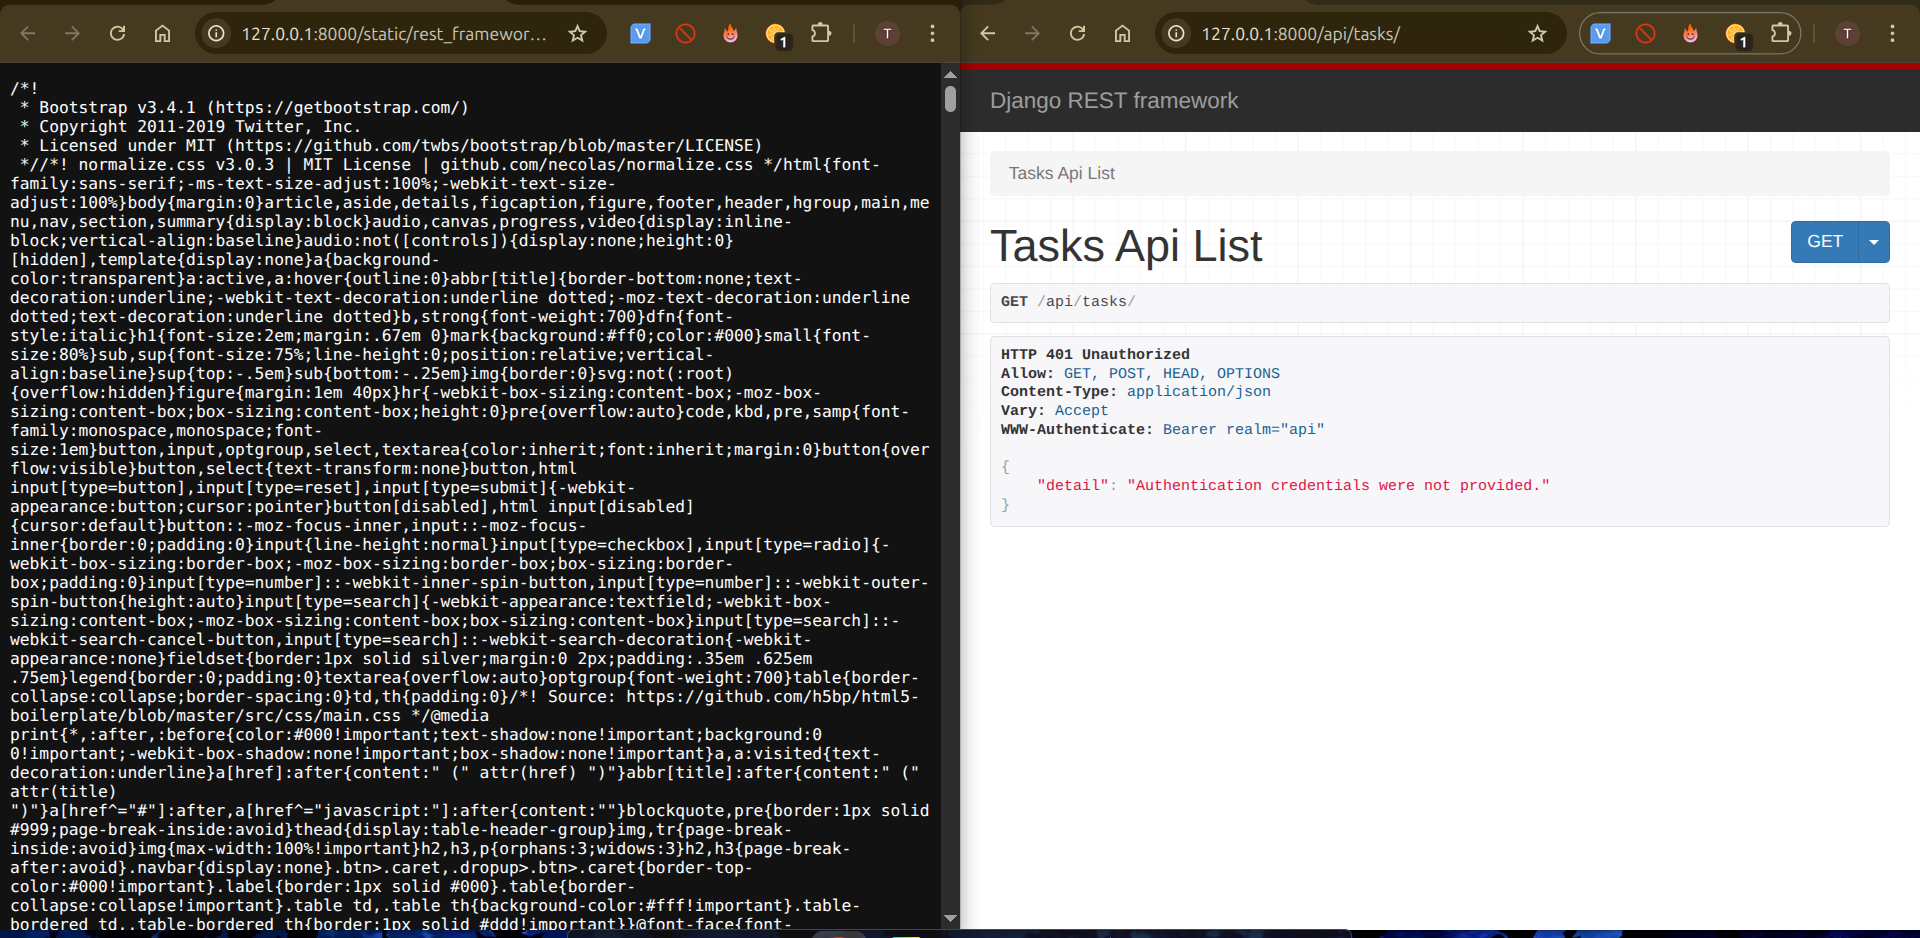 127.0.0.1:8000/static/rest_framewor...
V
1
T
/*!
 * Bootstrap v3.4.1 (https://getbootstrap.com/)
 * Copyright 2011-2019 Twitter, Inc.
 * Licensed under MIT (https://github.com/twbs/bootstrap/blob/master/LICENSE)
 *//*! normalize.css v3.0.3 | MIT License | github.com/necolas/normalize.css */html{font-
family:sans-serif;-ms-text-size-adjust:100%;-webkit-text-size-
adjust:100%}body{margin:0}article,aside,details,figcaption,figure,footer,header,hgroup,main,me
nu,nav,section,summary{display:block}audio,canvas,progress,video{display:inline-
block;vertical-align:baseline}audio:not([controls]){display:none;height:0}
[hidden],template{display:none}a{background-
color:transparent}a:active,a:hover{outline:0}abbr[title]{border-bottom:none;text-
decoration:underline;-webkit-text-decoration:underline dotted;-moz-text-decoration:underline
dotted;text-decoration:underline dotted}b,strong{font-weight:700}dfn{font-
style:italic}h1{font-size:2em;margin:.67em 0}mark{background:#ff0;color:#000}small{font-
size:80%}sub,sup{font-size:75%;line-height:0;position:relative;vertical-
align:baseline}sup{top:-.5em}sub{bottom:-.25em}img{border:0}svg:not(:root)
{overflow:hidden}figure{margin:1em 40px}hr{-webkit-box-sizing:content-box;-moz-box-
sizing:content-box;box-sizing:content-box;height:0}pre{overflow:auto}code,kbd,pre,samp{font-
family:monospace,monospace;font-
size:1em}button,input,optgroup,select,textarea{color:inherit;font:inherit;margin:0}button{over
flow:visible}button,select{text-transform:none}button,html
input[type=button],input[type=reset],input[type=submit]{-webkit-
appearance:button;cursor:pointer}button[disabled],html input[disabled]
{cursor:default}button::-moz-focus-inner,input::-moz-focus-
inner{border:0;padding:0}input{line-height:normal}input[type=checkbox],input[type=radio]{-
webkit-box-sizing:border-box;-moz-box-sizing:border-box;box-sizing:border-
box;padding:0}input[type=number]::-webkit-inner-spin-button,input[type=number]::-webkit-outer-
spin-button{height:auto}input[type=search]{-webkit-appearance:textfield;-webkit-box-
sizing:content-box;-moz-box-sizing:content-box;box-sizing:content-box}input[type=search]::-
webkit-search-cancel-button,input[type=search]::-webkit-search-decoration{-webkit-
appearance:none}fieldset{border:1px solid silver;margin:0 2px;padding:.35em .625em
.75em}legend{border:0;padding:0}textarea{overflow:auto}optgroup{font-weight:700}table{border-
collapse:collapse;border-spacing:0}td,th{padding:0}/*! Source: https://github.com/h5bp/html5-
boilerplate/blob/master/src/css/main.css */@media
print{*,:after,:before{color:#000!important;text-shadow:none!important;background:0
0!important;-webkit-box-shadow:none!important;box-shadow:none!important}a,a:visited{text-
decoration:underline}a[href]:after{content:" (" attr(href) ")"}abbr[title]:after{content:" ("
attr(title)
")"}a[href^="#"]:after,a[href^="javascript:"]:after{content:""}blockquote,pre{border:1px solid
#999;page-break-inside:avoid}thead{display:table-header-group}img,tr{page-break-
inside:avoid}img{max-width:100%!important}h2,h3,p{orphans:3;widows:3}h2,h3{page-break-
after:avoid}.navbar{display:none}.btn>.caret,.dropup>.btn>.caret{border-top-
color:#000!important}.label{border:1px solid #000}.table{border-
collapse:collapse!important}.table td,.table th{background-color:#fff!important}.table-
bordered td,.table-bordered th{border:1px solid #ddd!important}}@font-face{font-
127.0.0.1:8000/api/tasks/
V
1
T
Django REST framework
Tasks Api List
Tasks Api List
GET
GET /api/tasks/
HTTP 401 Unauthorized
Allow: GET, POST, HEAD, OPTIONS
Content-Type: application/json
Vary: Accept
WWW-Authenticate: Bearer realm="api"
{
    "detail": "Authentication credentials were not provided."
}